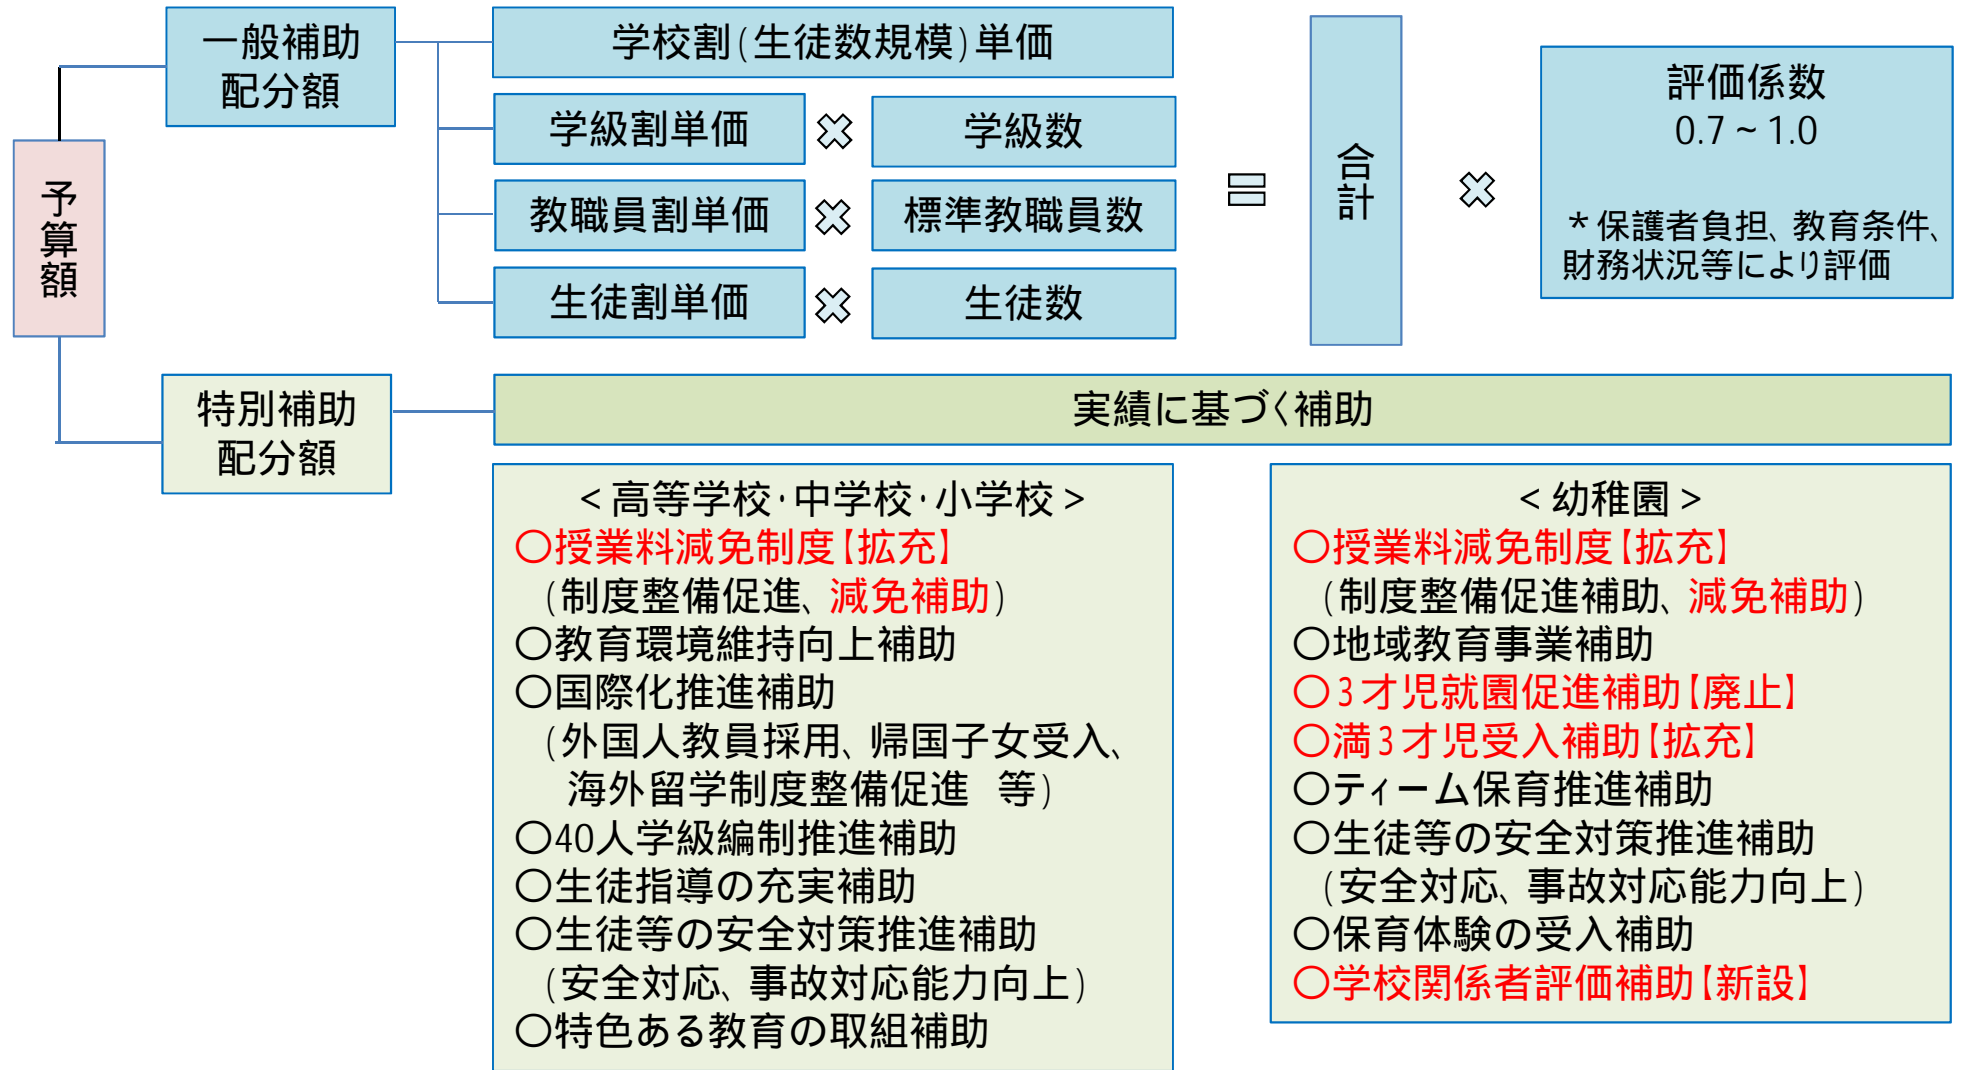 予算額
一般補助
配分額
学校割(生徒数規模)単価
学級割単価
学級数
教職員割単価
標準教職員数
生徒割単価
生徒数
合計
評価係数
0.7～1.0
＊保護者負担、教育条件、
財務状況等により評価
特別補助
配分額
実績に基づく補助
＜高等学校・中学校・小学校＞
○授業料減免制度【拡充】
(制度整備促進、減免補助)
○教育環境維持向上補助
○国際化推進補助
(外国人教員採用、帰国子女受入、
海外留学制度整備促進　等)
○40人学級編制推進補助
○生徒指導の充実補助
○生徒等の安全対策推進補助
(安全対応、事故対応能力向上)
○特色ある教育の取組補助
＜幼稚園＞
○授業料減免制度【拡充】
(制度整備促進補助、減免補助)
○地域教育事業補助
○3才児就園促進補助【廃止】
○満3才児受入補助【拡充】
○ティーム保育推進補助
○生徒等の安全対策推進補助
(安全対応、事故対応能力向上)
○保育体験の受入補助
○学校関係者評価補助【新設】